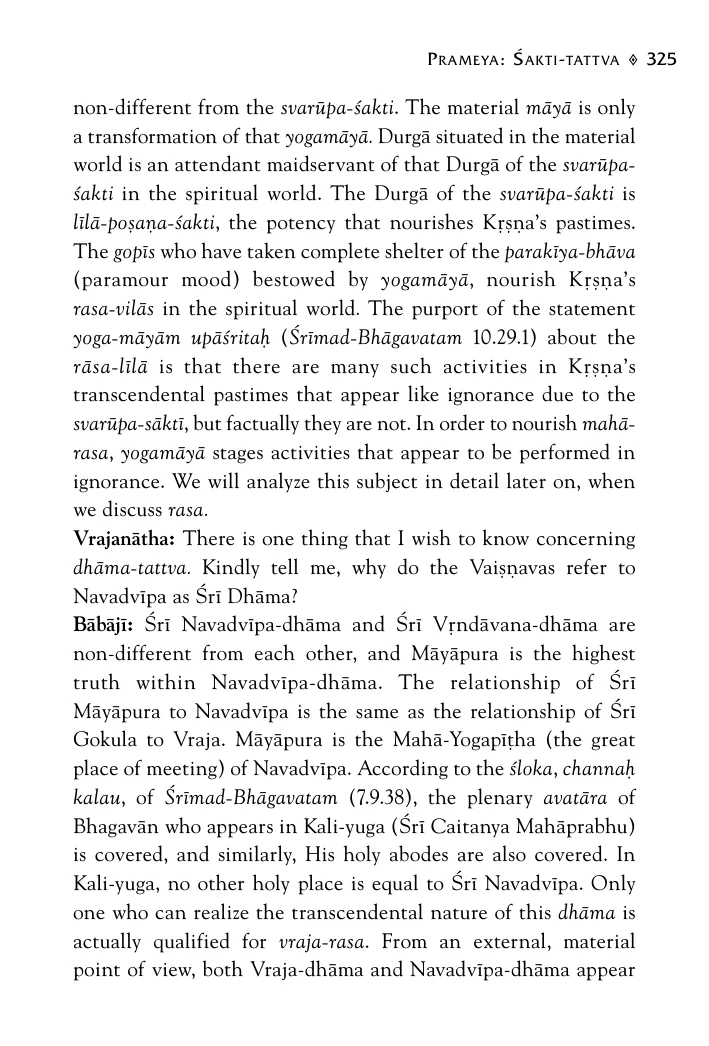 Prameya: Śakti-tattva ◊ 325
non-different from the svarūpa-śakti. The material māyā is only
a transformation of that yogamāyā. Durgā situated in the material
world is an attendant maidservant of that Durgā of the svarūpa-
śakti in the spiritual world. The Durgā of the svarūpa-śakti is
līlā-poṣaṇa-śakti, the potency that nourishes Kṛṣṇa’s pastimes.
The gopīs who have taken complete shelter of the parakīya-bhāva
(paramour mood) bestowed by yogamāyā, nourish Kṛṣṇa’s
rasa-vilās in the spiritual world. The purport of the statement
yoga-māyām upāśritaḥ (Śrīmad-Bhāgavatam 10.29.1) about the
rāsa-līlā is that there are many such activities in Kṛṣṇa’s
transcendental pastimes that appear like ignorance due to the
svarūpa-sāktī, but factually they are not. In order to nourish mahā-
rasa, yogamāyā stages activities that appear to be performed in
ignorance. We will analyze this subject in detail later on, when
we discuss rasa.
Vrajanātha: There is one thing that I wish to know concerning
dhāma-tattva. Kindly tell me, why do the Vaiṣṇavas refer to
Navadvīpa as Śrī Dhāma?
Bābājī: Śrī Navadvīpa-dhāma and Śrī Vṛndāvana-dhāma are
non-different from each other, and Māyāpura is the highest
truth within Navadvīpa-dhāma. The relationship of Śrī
Māyāpura to Navadvīpa is the same as the relationship of Śrī
Gokula to Vraja. Māyāpura is the Mahā-Yogapīṭha (the great
place of meeting) of Navadvīpa. According to the śloka, channaḥ
kalau, of Śrīmad-Bhāgavatam (7.9.38), the plenary avatāra of
Bhagavān who appears in Kali-yuga (Śrī Caitanya Mahāprabhu)
is covered, and similarly, His holy abodes are also covered. In
Kali-yuga, no other holy place is equal to Śrī Navadvīpa. Only
one who can realize the transcendental nature of this dhāma is
actually qualified for vraja-rasa. From an external, material
point of view, both Vraja-dhāma and Navadvīpa-dhāma appear